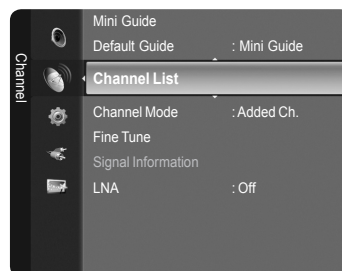 Channel
Mini Guide
Default Guide : Mini Guide
Channel List
Channel Mode : Added Ch.
Fine Tune
Signal Information
LNA : Off